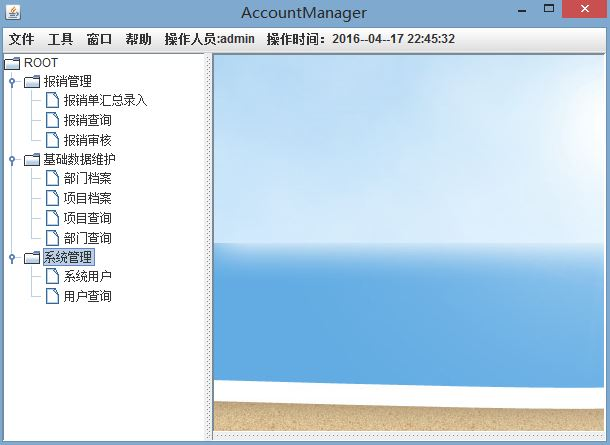 AccountManager
文件 工具 窗口 帮助 操作人员:admin 操作时间：2016--04--17 22:45:32
ROOT
报销管理
报销单汇总录入
报销查询
报销审核
基础数据维护
部门档案
项目档案
项目查询
部门查询
系统管理
系统用户
用户查询